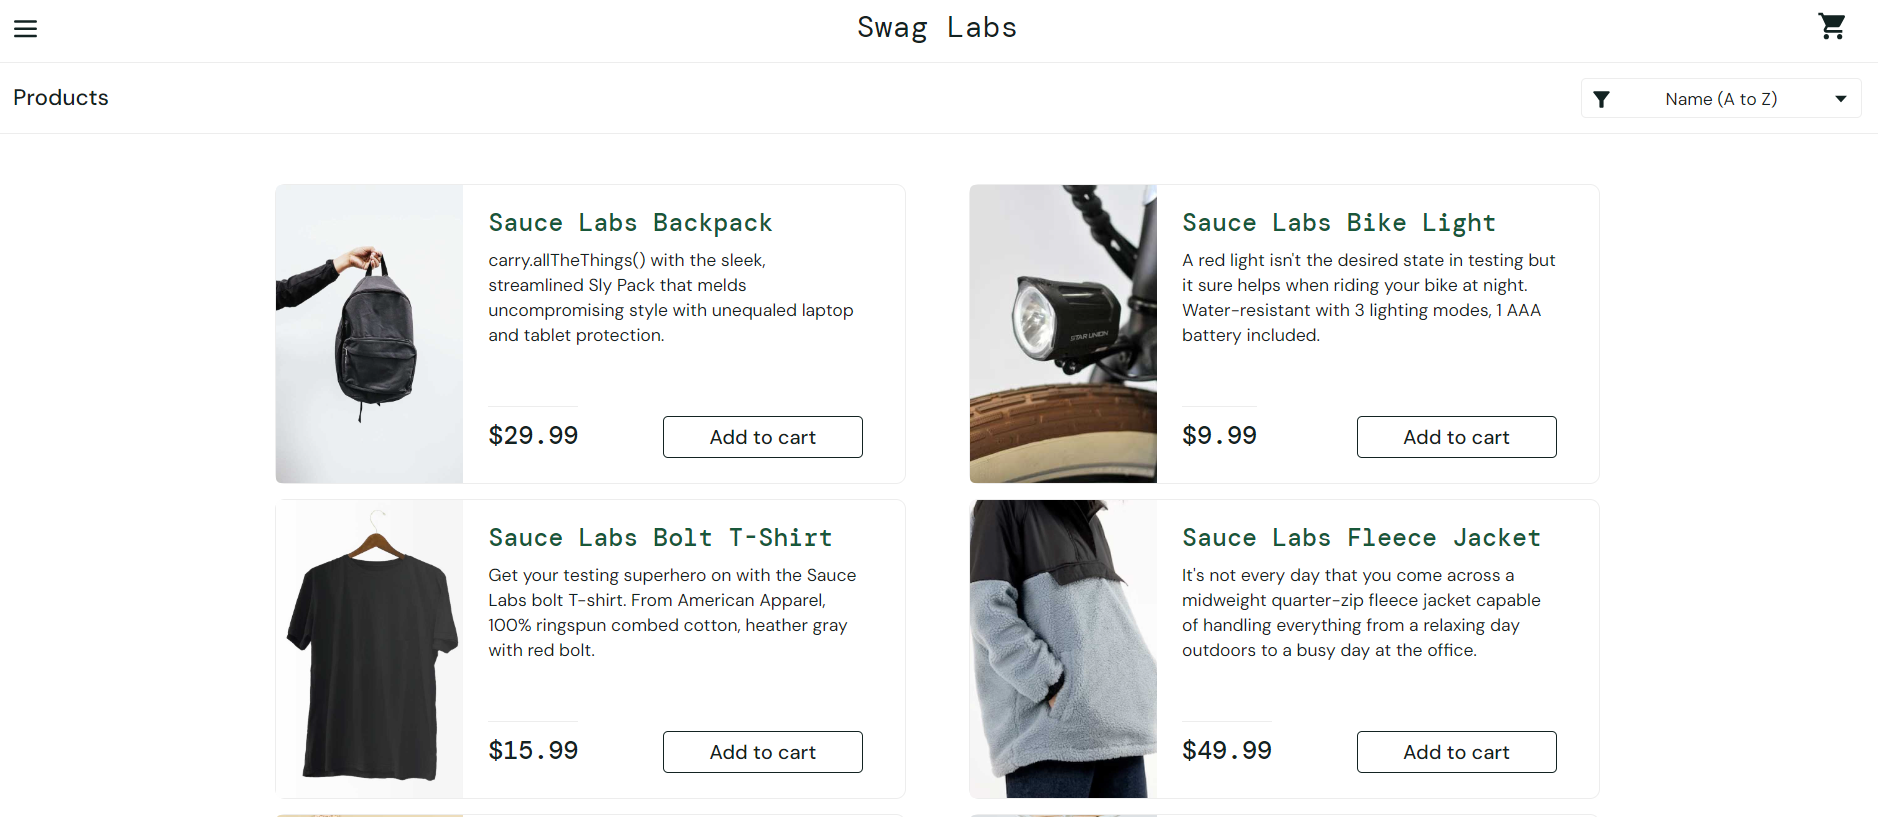 Swag Labs
Products
Name (A to Z)
Sauce Labs Backpack
carry.allTheThings() with the sleek,
streamlined Sly Pack that melds
uncompromising style with unequaled laptop
and tablet protection.
$29.99
Add to cart
Sauce Labs Bike Light
A red light isn't the desired state in testing but
it sure helps when riding your bike at night.
Water-resistant with 3 lighting modes, 1 AAA
battery included.
$9.99
Add to cart
STAR UNION
Sauce Labs Bolt T-Shirt
Get your testing superhero on with the Sauce
Labs bolt T-shirt. From American Apparel,
100% ringspun combed cotton, heather gray
with red bolt.
$15.99
Add to cart
Sauce Labs Fleece Jacket
It's not every day that you come across a
midweight quarter-zip fleece jacket capable
of handling everything from a relaxing day
outdoors to a busy day at the office.
$49.99
Add to cart